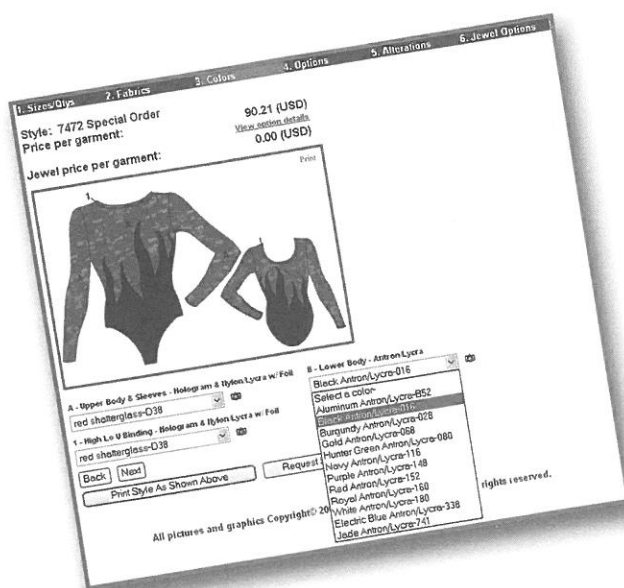 1. Sizes/Qtys 2. Fabrics 3. Colors 4. Options 5. Alterations 6. Jewel Options
Style: 7472 Special Order
Price per garment: 90.21 (USD)
View option details
Jewel price per garment: 0.00 (USD)
Print
1
A - Upper Body & Sleeves - Hologram & Nylon Lycra w/ Foil
red shatterglass-D38
1 - High Lo V Binding - Hologram & Nylon Lycra w/ Foil
red shatterglass-D38
Back Next
Print Style As Shown Above
Request
B - Lower Body - Antron Lycra
Black Antron/Lycra-016
Select a color-
Aluminum Antron/Lycra-B52
Black Antron/Lycra-016
Burgundy Antron/Lycra-028
Gold Antron/Lycra-068
Hunter Green Antron/Lycra-080
Navy Antron/Lycra-116
Purple Antron/Lycra-148
Red Antron/Lycra-152
Royal Antron/Lycra-160
White Antron/Lycra-180
Electric Blue Antron/Lycra-338
Jade Antron/Lycra-741
All pictures and graphics Copyright© 20 rights reserved.